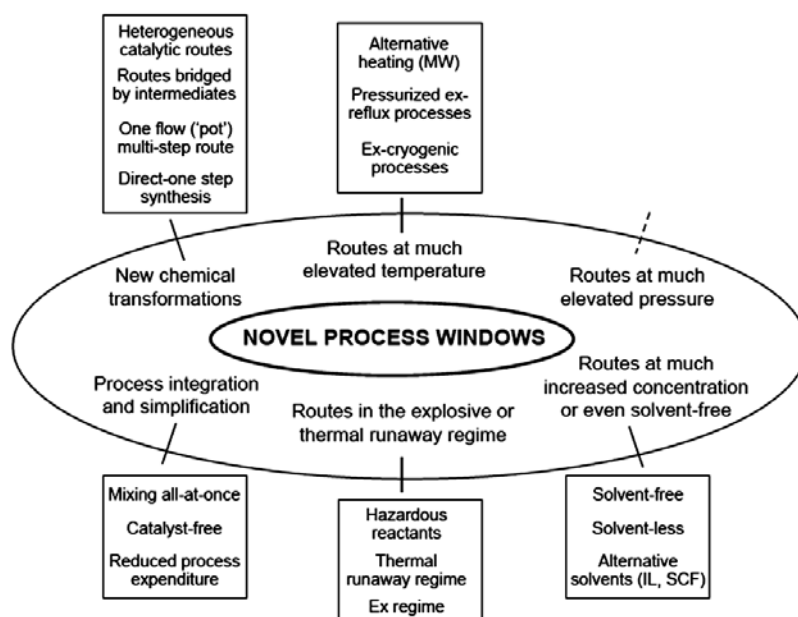 Heterogeneous
catalytic routes
Routes bridged
by intermediates
One flow ('pot')
multi-step route
Direct-one step
synthesis
Alternative
heating (MW)
Pressurized ex-
reflux processes
Ex-cryogenic
processes
New chemical
transformations
Routes at much
elevated temperature
Routes at much
elevated pressure
NOVEL PROCESS WINDOWS
Process integration
and simplification
Routes in the explosive or
thermal runaway regime
Routes at much
increased concentration
or even solvent-free
Mixing all-at-once
Catalyst-free
Reduced process
expenditure
Hazardous
reactants
Thermal
runaway regime
Ex regime
Solvent-free
Solvent-less
Alternative
solvents (IL, SCF)